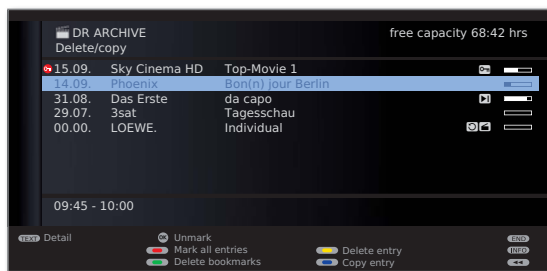 DR ARCHIVE free capacity 68:42 hrs
Delete/copy
15.09. Sky Cinema HD Top-Movie 1
14.09. Phoenix Bon(n) jour Berlin
31.08. Das Erste da capo
29.07. 3sat Tagesschau
00.00. LOEWE. Individual
09:45 - 10:00
TEXT Detail OK Unmark END
Mark all entries Delete entry INFO
Delete bookmarks Copy entry